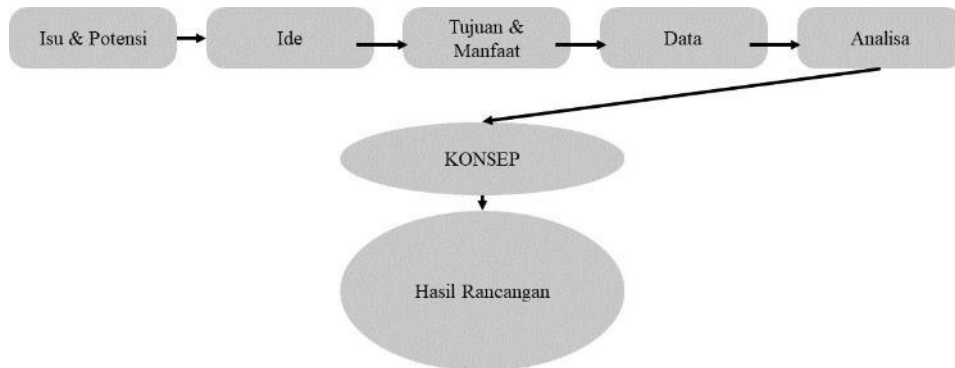 Isu & Potensi
Ide
Tujuan &
Manfaat
Data
Analisa
KONSEP
Hasil Rancangan